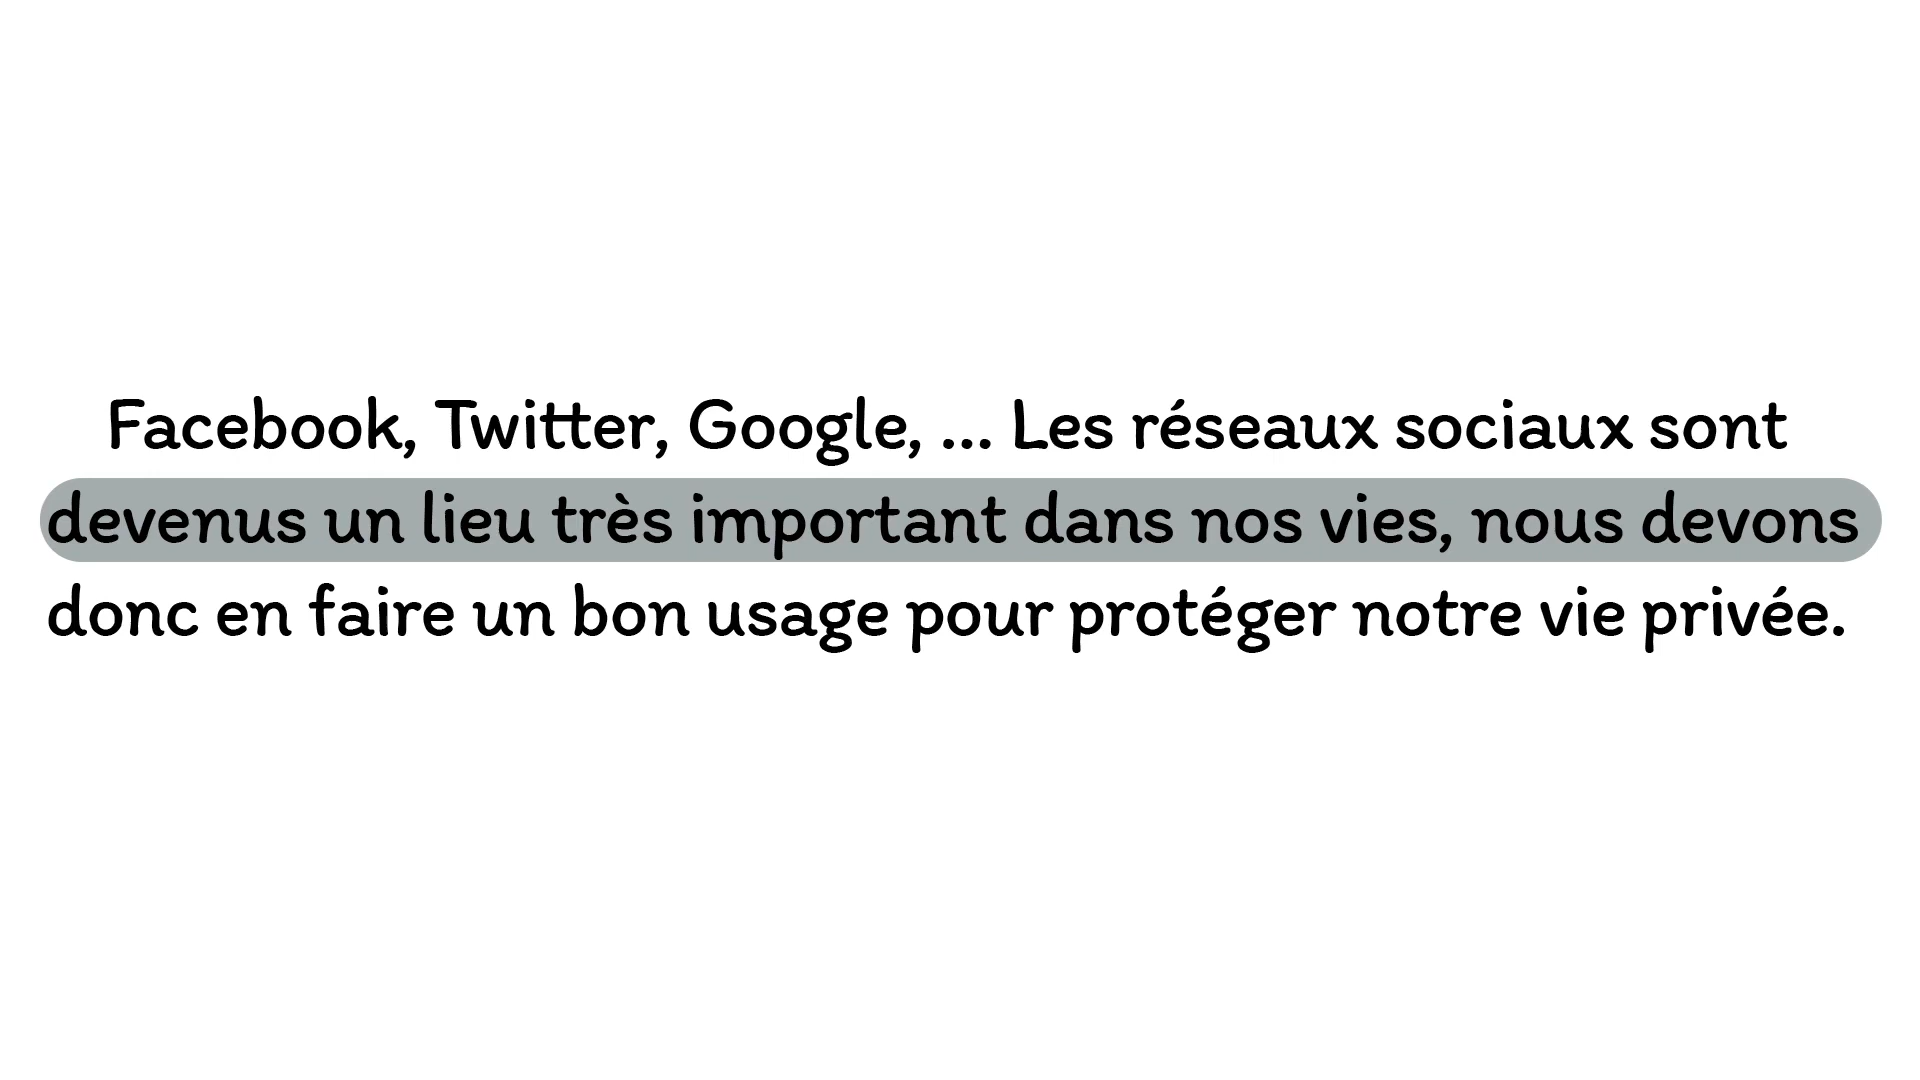 Facebook, Twitter, Google, ... Les réseaux sociaux sont
devenus un lieu très important dans nos vies, nous devons
donc en faire un bon usage pour protéger notre vie privée.